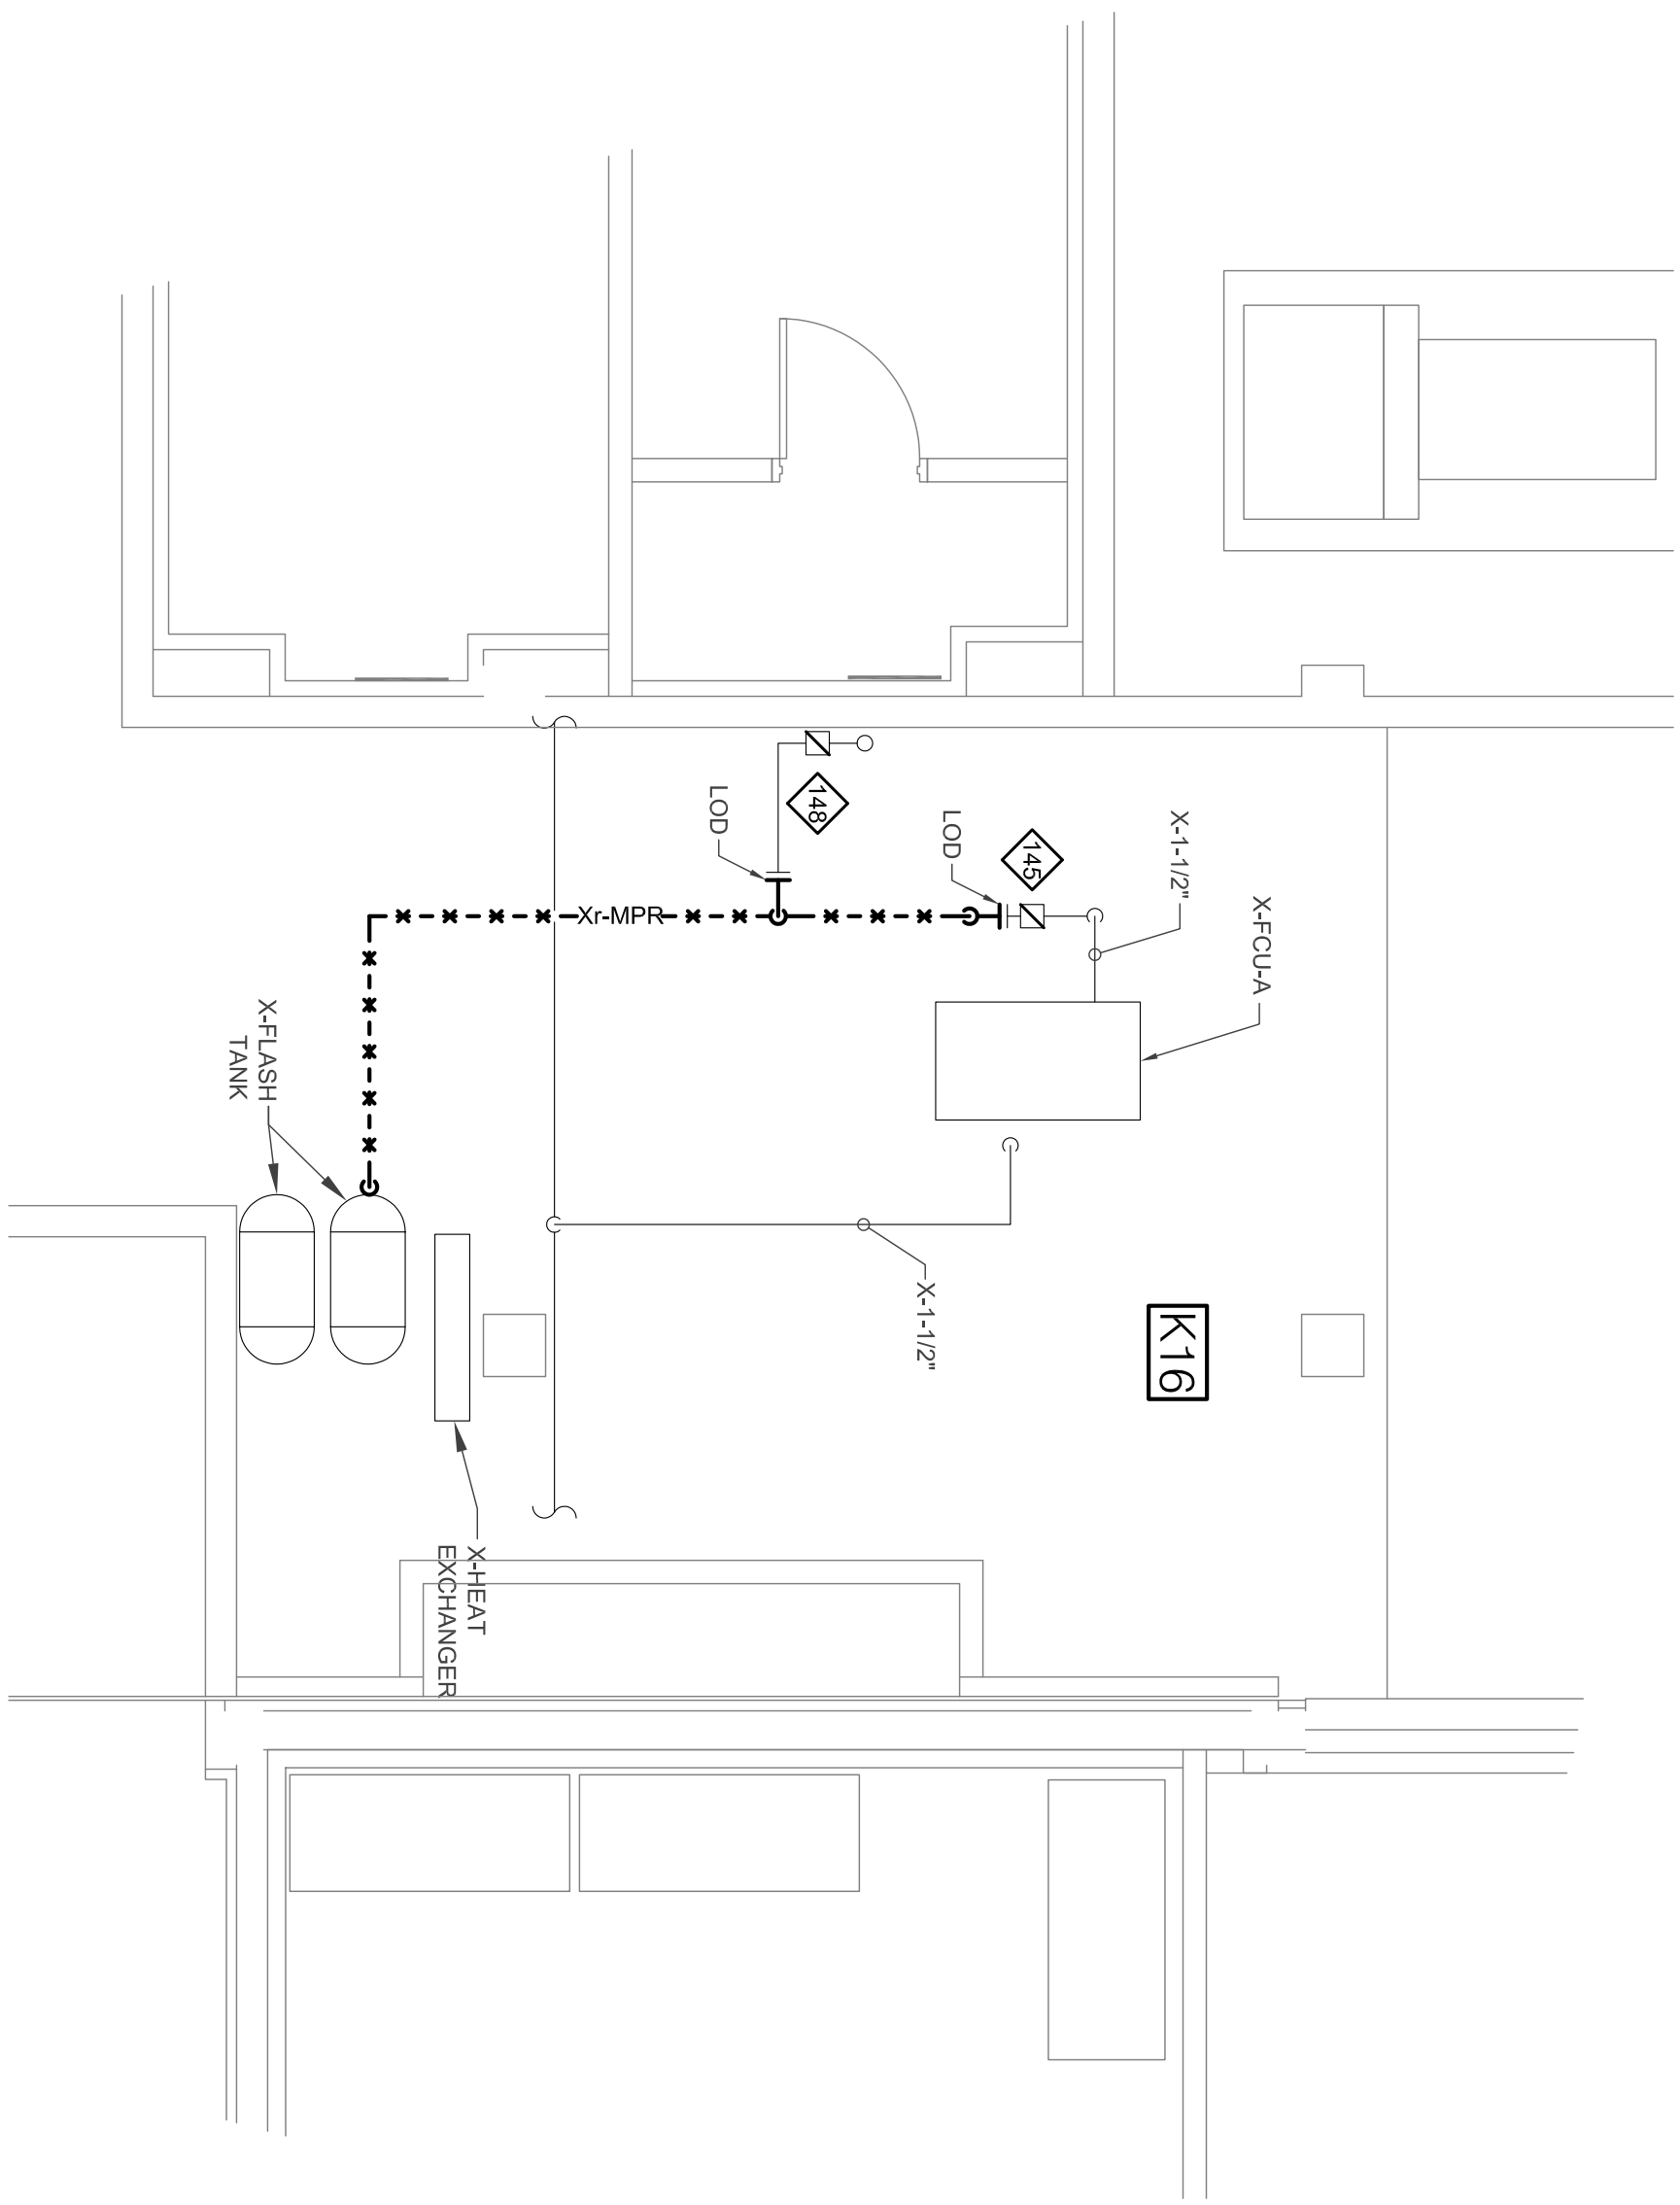 148
LOD
LOD
145
X-1-1/2"
X-FCU-A
Xr-MPR
X-FLASH
TANK
X-1-1/2"
K16
X-HEAT
EXCHANGER